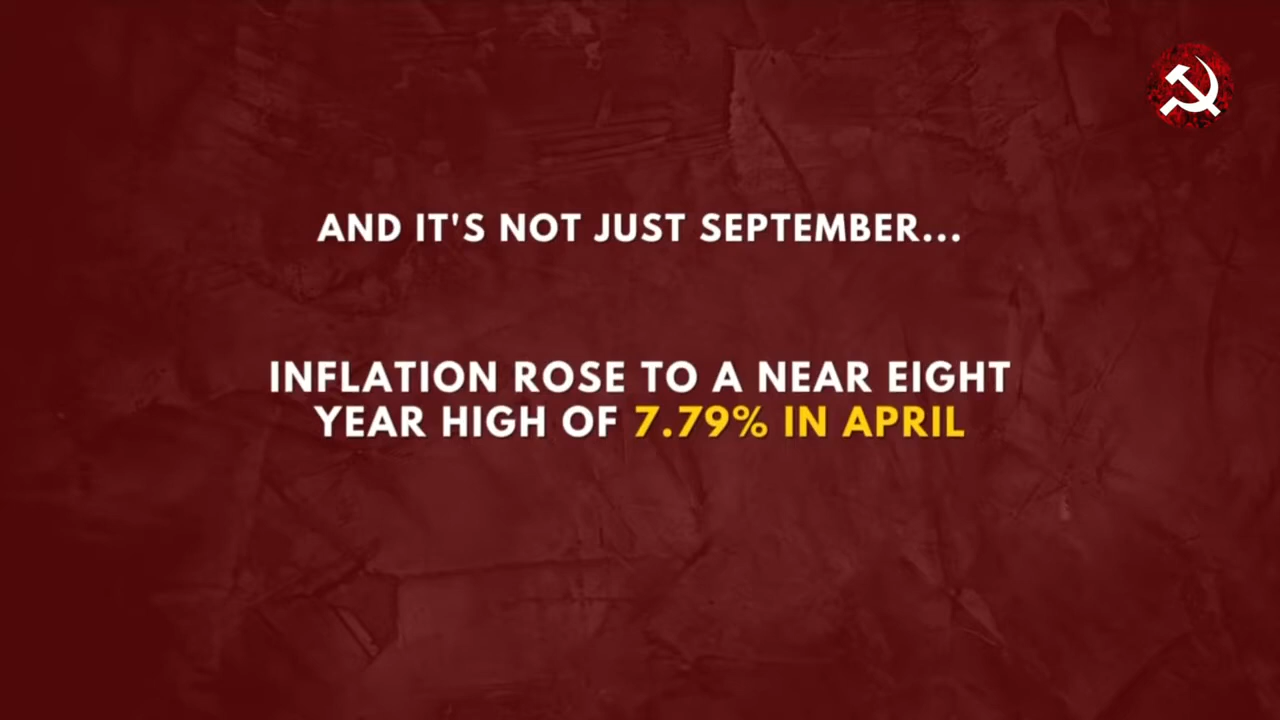 AND IT'S NOT JUST SEPTEMBER...
INFLATION ROSE TO A NEAR EIGHT
YEAR HIGH OF 7.79% IN APRIL